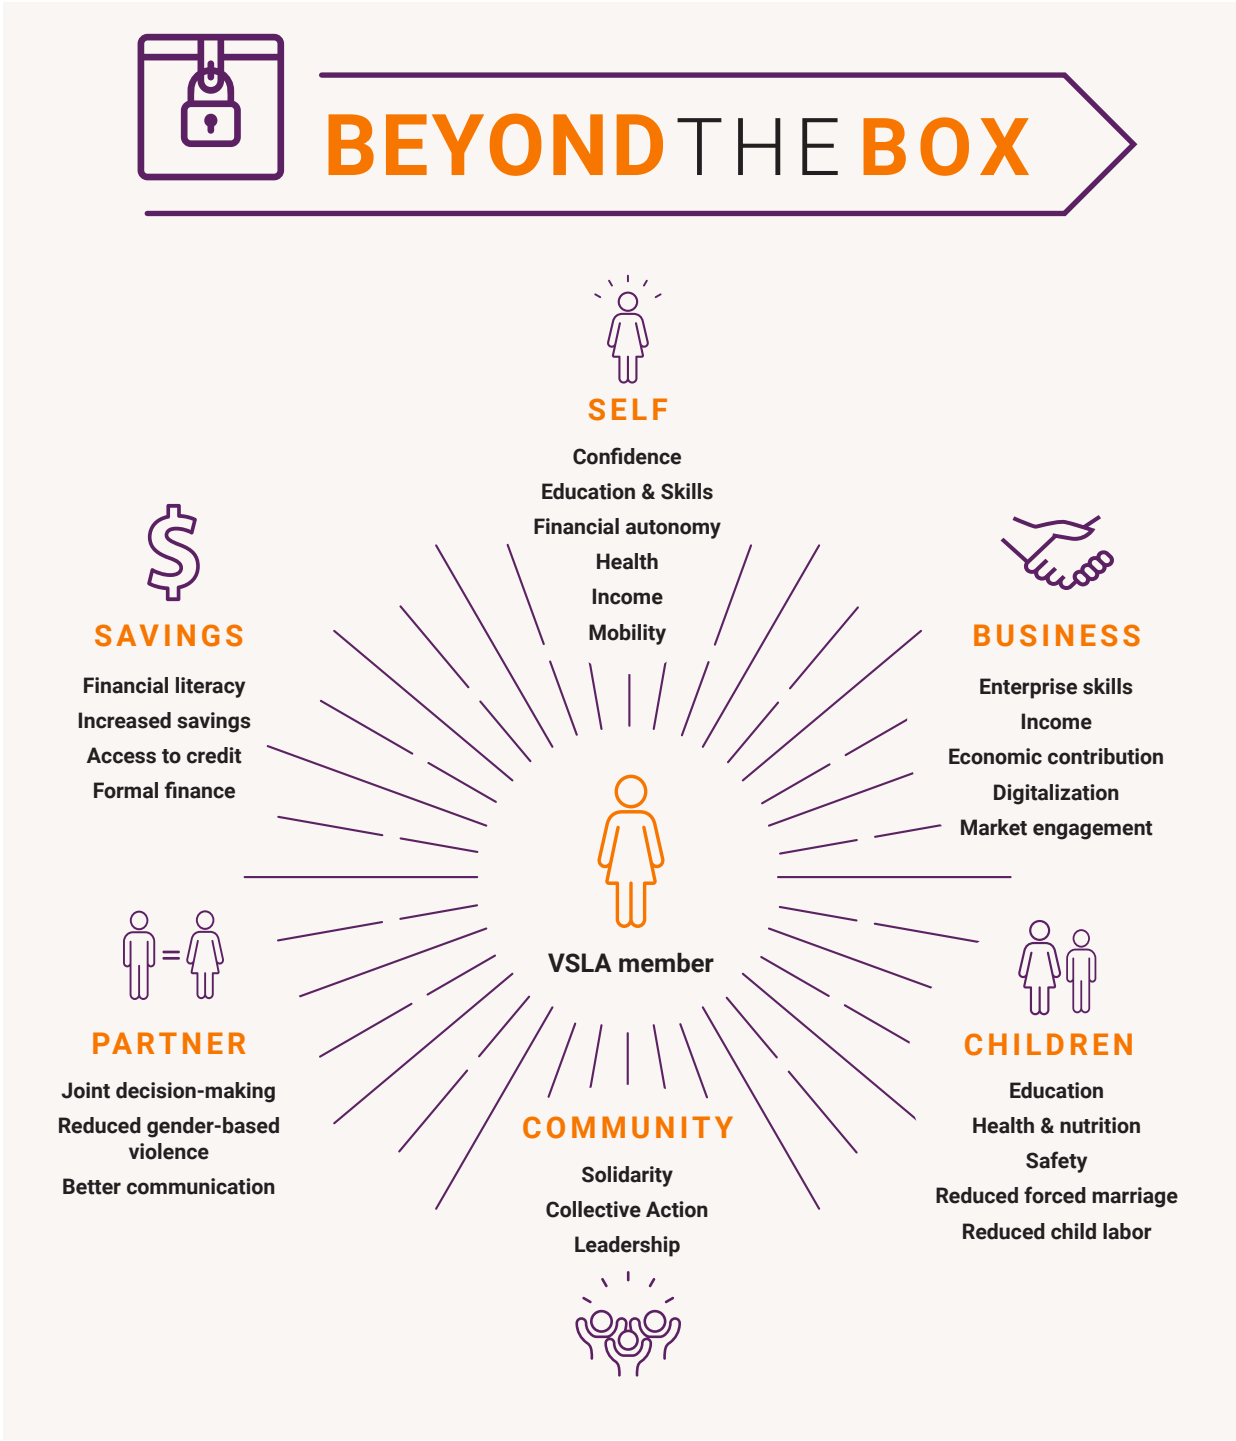 BEYOND THE BOX
SELF
Confidence
Education & Skills
Financial autonomy
Health
Income
Mobility
SAVINGS
Financial literacy
Increased savings
Access to credit
Formal finance
BUSINESS
Enterprise skills
Income
Economic contribution
Digitalization
Market engagement
VSLA member
PARTNER
Joint decision-making
Reduced gender-based
violence
Better communication
CHILDREN
Education
Health & nutrition
Safety
Reduced forced marriage
Reduced child labor
COMMUNITY
Solidarity
Collective Action
Leadership